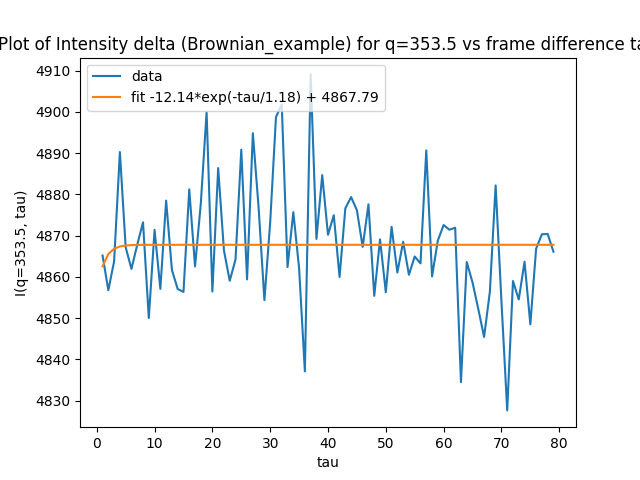 Plot of Intensity delta (Brownian_example) for q=353.5 vs frame difference ta
data
fit -12.14*exp(-tau/1.18) + 4867.79
I(q=353.5, tau)
4910
4900
4890
4880
4870
4860
4850
4840
4830
0 10 20 30 40 50 60 70 80
tau